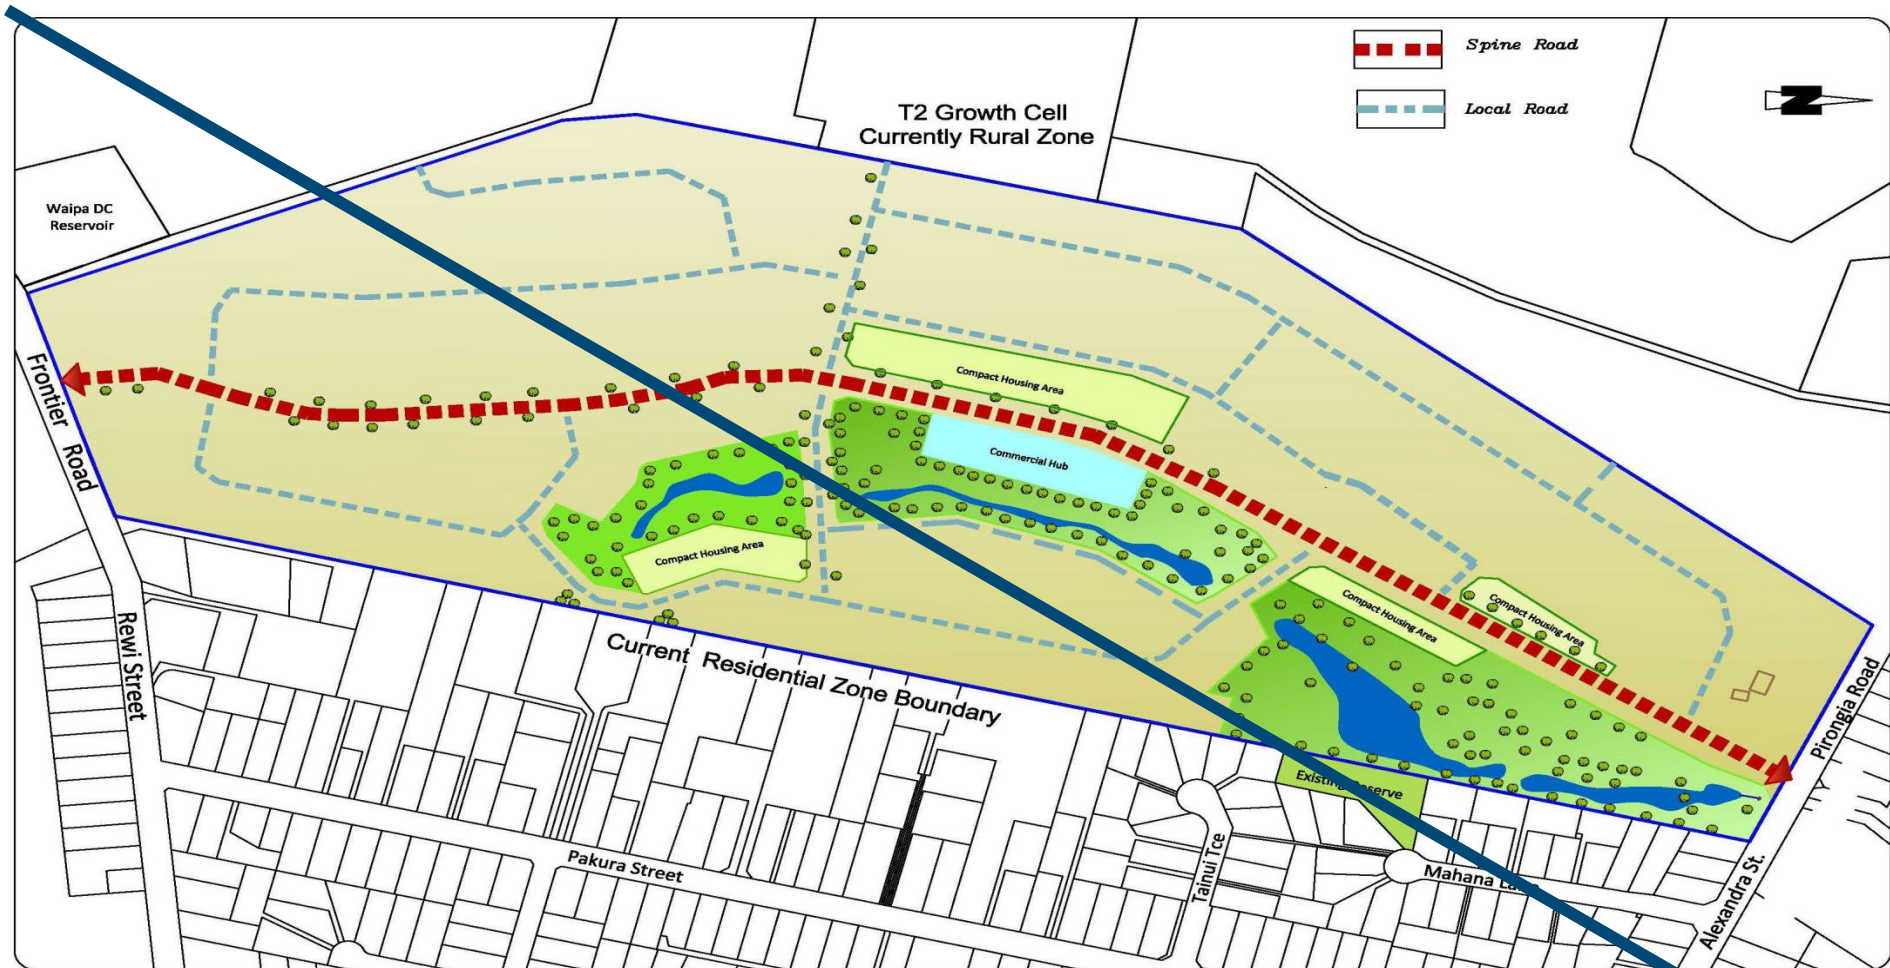 Spine Road
Local Road
N
T2 Growth Cell
Currently Rural Zone
Waipa DC
Reservoir
Frontier Road
Compact Housing Area
Commercial Hub
Compact Housing Area
Compact Housing Area
Compact Housing Area
Current Residential Zone Boundary
Rewi Street
Pirongia Road
Existing Reserve
Pakura Street
Tainui Tce
Mahana
Alexandra St.